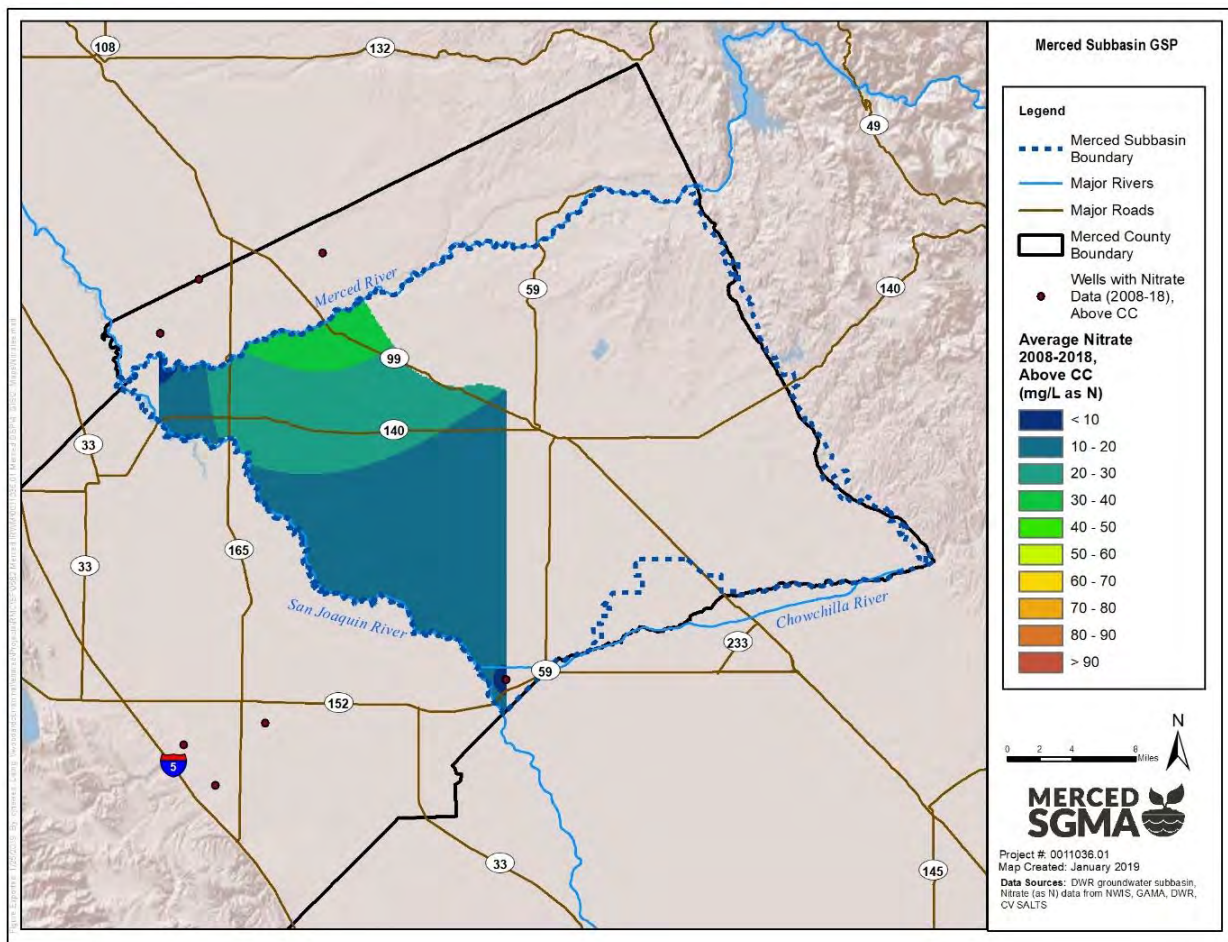 108
132
49
Merced River
59
140
99
33
140
165
33
San Joaquin River
Chowchilla River
233
59
152
5
33
145
Merced Subbasin GSP
Legend
Merced Subbasin
Boundary
Major Rivers
Major Roads
Merced County
Boundary
Wells with Nitrate
Data (2008-18),
Above CC
Average Nitrate
2008-2018,
Above CC
(mg/L as N)
< 10
10 - 20
20 - 30
30 - 40
40 - 50
50 - 60
60 - 70
70 - 80
80 - 90
> 90
N
0 2 4 8
Miles
MERCED
SGMA
Project #: 0011036.01
Map Created: January 2019
Data Sources: DWR groundwater subbasin,
Nitrate (as N) data from NWIS, GAMA, DWR,
CV SALTS